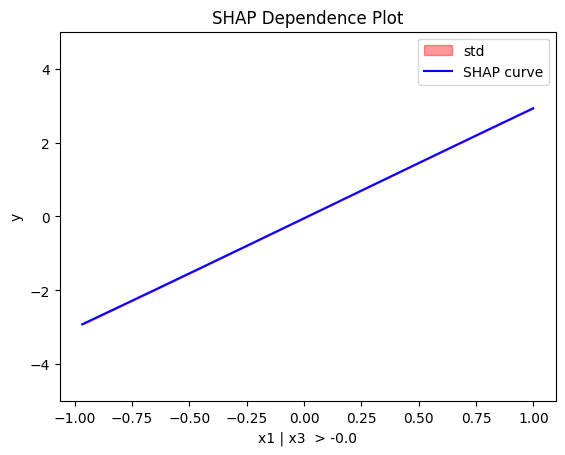 SHAP Dependence Plot
std
SHAP curve
4
2
0
−2
−4
y
−1.00 −0.75 −0.50 −0.25 0.00 0.25 0.50 0.75 1.00
x1 | x3  > -0.0